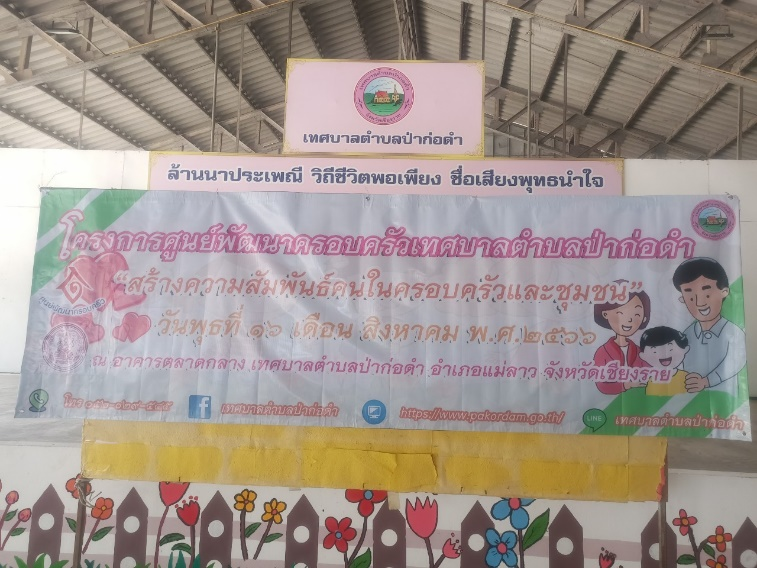 เทศบาลตำบลป่าก่อดำ
ล้านนาประเพณี วิถีชีวิตพอเพียง ชื่อเสียงพุทธนำใจ
โครงการศูนย์พัฒนาครอบครัวเทศบาลตำบลป่าก่อดำ
“สร้างความสัมพันธ์คนในครอบครัวและชุมชน”
วันพุธที่ ๑๖ เดือน สิงหาคม พ.ศ.๒๕๖๖
ณ อาคารตลาดกลาง เทศบาลตำบลป่าก่อดำ อำเภอแม่ลาว จังหวัดเชียงราย
โทร
เทศบาลตำบลป่าก่อดำ
https://www.pakordam.go.th/
LINE
เทศบาลตำบลป่าก่อดำ